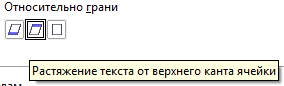 Относительно грани
Растяжение текста от верхнего канта ячейки